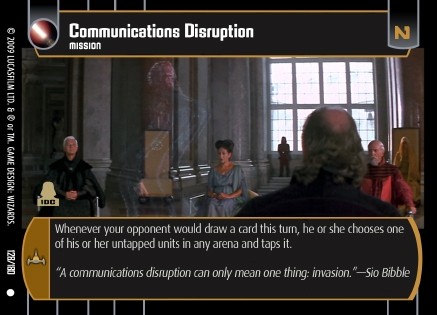 Communications Disruption
MISSION
N
© 2009 LUCASFILM LTD. & ® or TM. GAME DESIGN: WIZARDS.
129/180
IDC
Whenever your opponent would draw a card this turn, he or she chooses one
of his or her untapped units in any arena and taps it.
“A communications disruption can only mean one thing: invasion.”—Sio Bibble